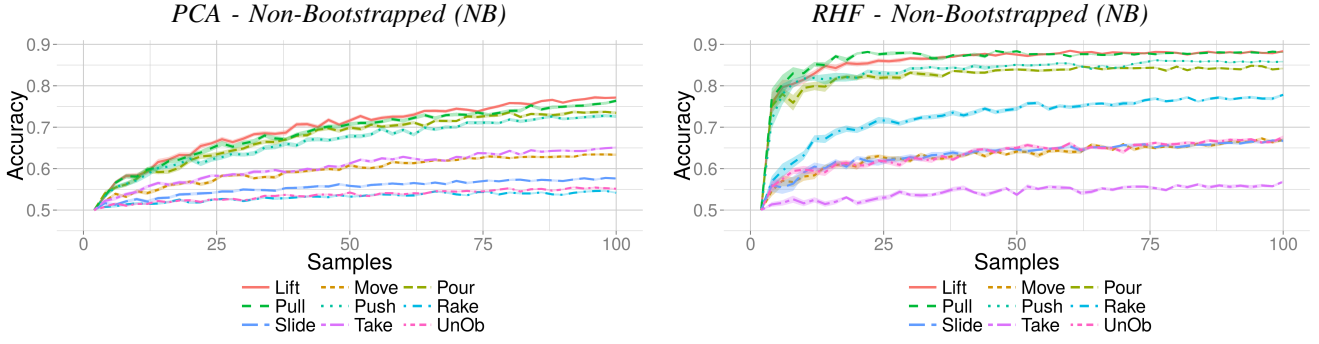 PCA - Non-Bootstrapped (NB)
Accuracy
0.9
0.8
0.7
0.6
0.5
0 25 50 75 100
Samples
Lift Move Pour
Pull Push Rake
Slide Take UnOb
RHF - Non-Bootstrapped (NB)
Accuracy
0.9
0.8
0.7
0.6
0.5
0 25 50 75 100
Samples
Lift Move Pour
Pull Push Rake
Slide Take UnOb